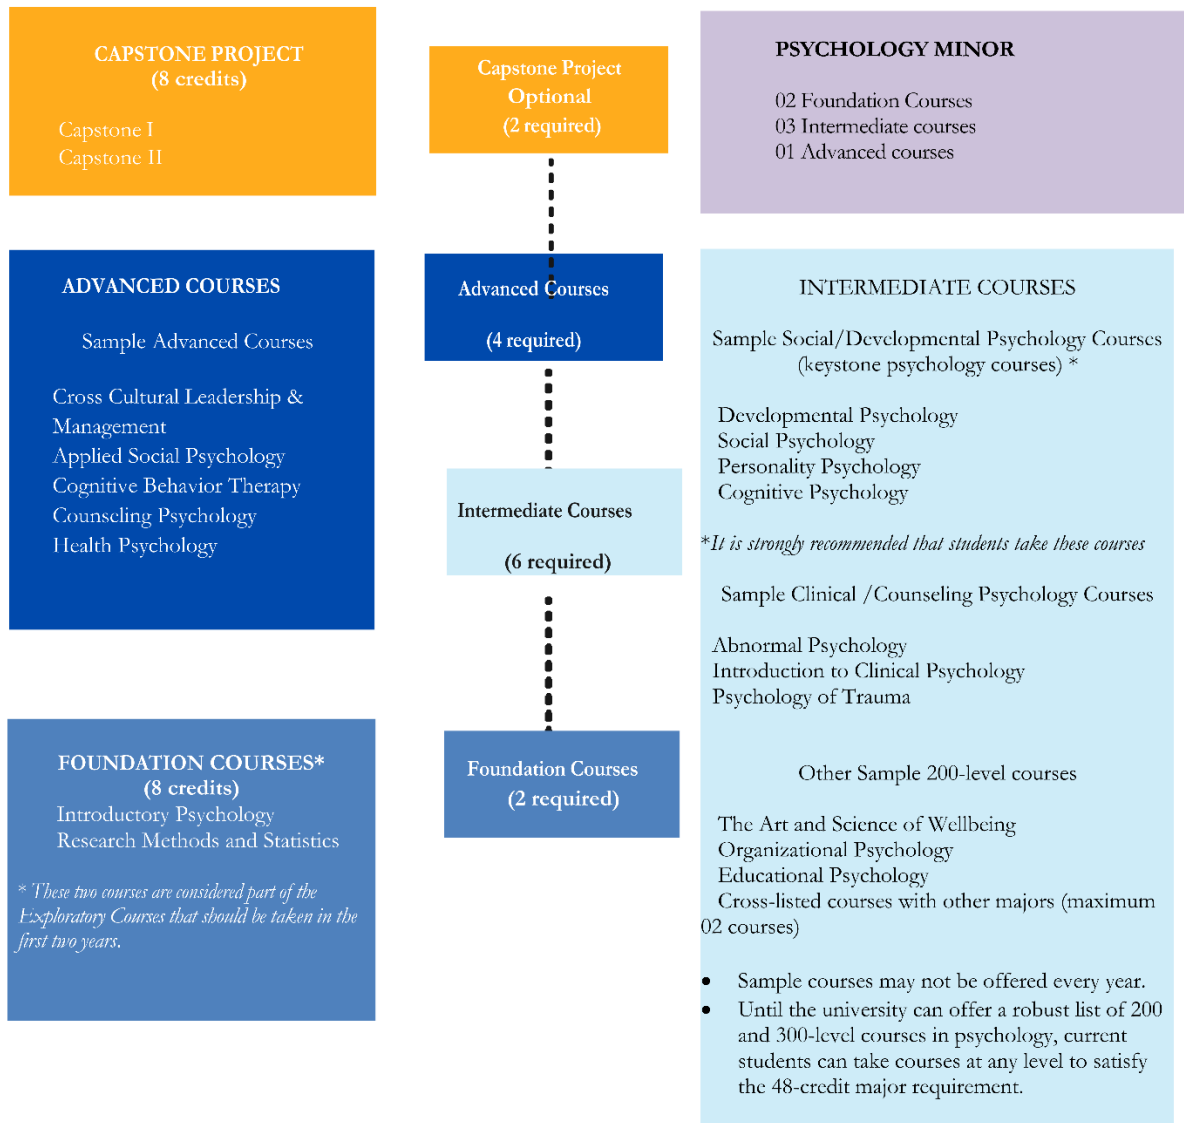 CAPSTONE PROJECT
(8 credits)
Capstone I
Capstone II
Capstone Project
Optional
(2 required)
PSYCHOLOGY MINOR
02 Foundation Courses
03 Intermediate courses
01 Advanced courses
ADVANCED COURSES
Sample Advanced Courses
Cross Cultural Leadership &
Management
Applied Social Psychology
Cognitive Behavior Therapy
Counseling Psychology
Health Psychology
Advanced Courses
(4 required)
Intermediate Courses
(6 required)
INTERMEDIATE COURSES
Sample Social/Developmental Psychology Courses
(keystone psychology courses) *
Developmental Psychology
Social Psychology
Personality Psychology
Cognitive Psychology
*It is strongly recommended that students take these courses
Sample Clinical /Counseling Psychology Courses
Abnormal Psychology
Introduction to Clinical Psychology
Psychology of Trauma
Other Sample 200-level courses
The Art and Science of Wellbeing
Organizational Psychology
Educational Psychology
Cross-listed courses with other majors (maximum
02 courses)
• Sample courses may not be offered every year.
• Until the university can offer a robust list of 200
and 300-level courses in psychology, current
students can take courses at any level to satisfy
the 48-credit major requirement.
FOUNDATION COURSES*
(8 credits)
Introductory Psychology
Research Methods and Statistics
* These two courses are considered part of the
Exploratory Courses that should be taken in the
first two years.
Foundation Courses
(2 required)